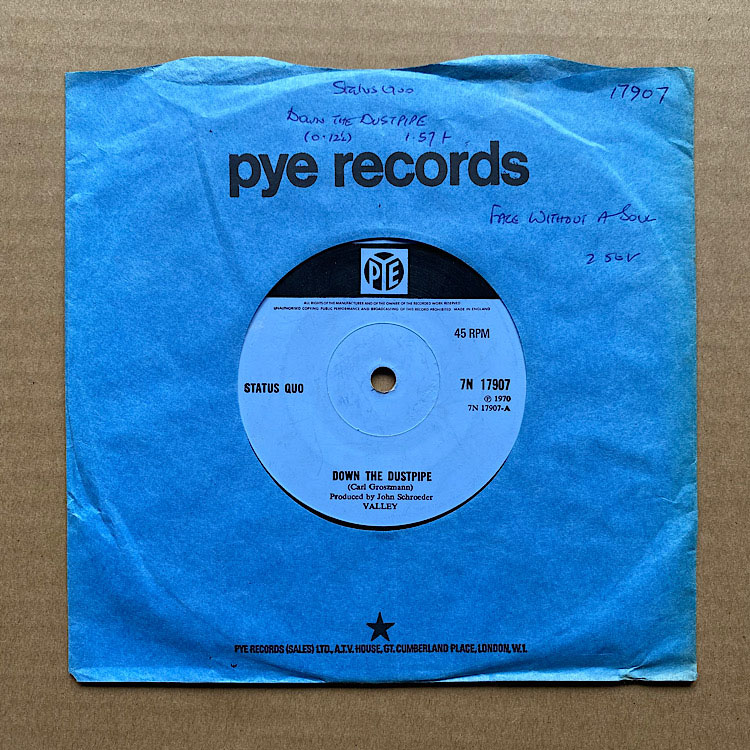 Status Quo 17907
DOWN THE DUSTPIPE
(0.12½) 1.57 F
pye records
FACE WITHOUT A SOUL
2 56 V
PYE
ALL RIGHTS OF THE MANUFACTURER AND OF THE OWNER OF THE RECORDED WORK RESERVED
UNAUTHORISED COPYING PUBLIC PERFORMANCE AND BROADCASTING OF THIS RECORD PROHIBITED MADE IN ENGLAND
45 RPM
STATUS QUO 7N 17907
℗ 1970
7N 17907-A
DOWN THE DUSTPIPE
(Carl Groszmann)
Produced by John Schroeder
VALLEY
PYE RECORDS (SALES) LTD., A.T.V. HOUSE, GT. CUMBERLAND PLACE, LONDON, W.1.